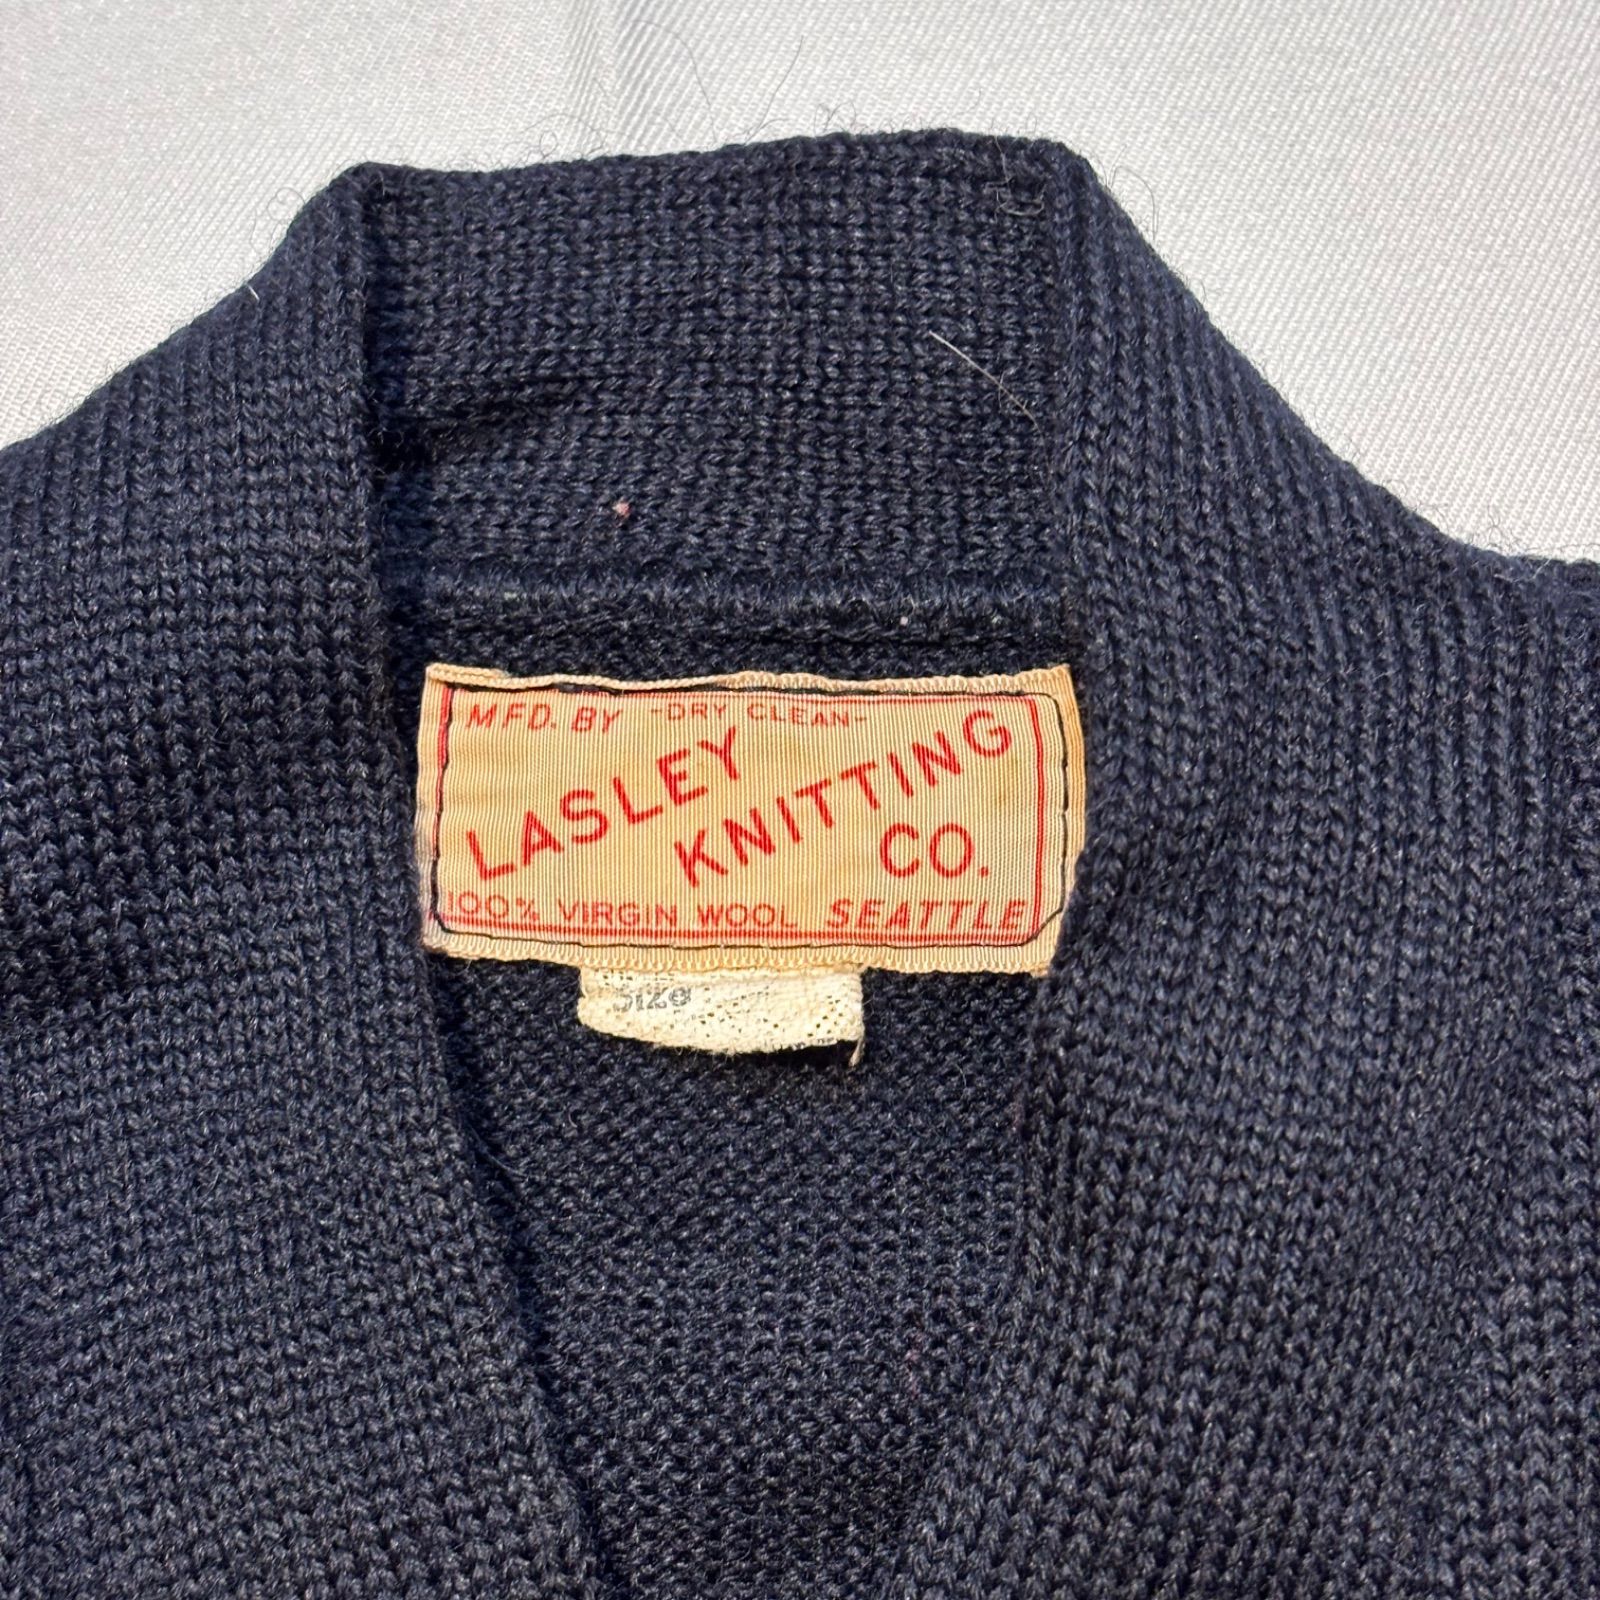 MFD. BY -DRY CLEAN-
LASLEY
KNITTING
CO.
100% VIRGIN WOOL SEATTLE
Size